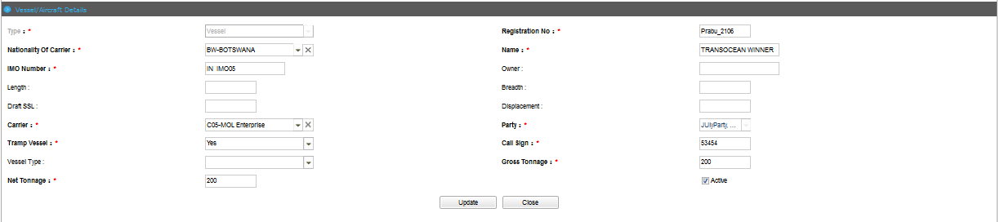 Vessel/Aircraft Details
Type : * Vessel Registration No : * Prabu_2106
Nationality Of Carrier : * BW-BOTSWANA Name : * TRANSOCEAN WINNER
IMO Number : * IN_IMO05 Owner :
Length : Breadth :
Draft SSL : Displacement :
Carrier : * C05-MOL Enterprise Party : * JUlyParty, ...
Tramp Vessel : * Yes Call Sign : * 53454
Vessel Type : Gross Tonnage : * 200
Net Tonnage : * 200 Active
Update Close